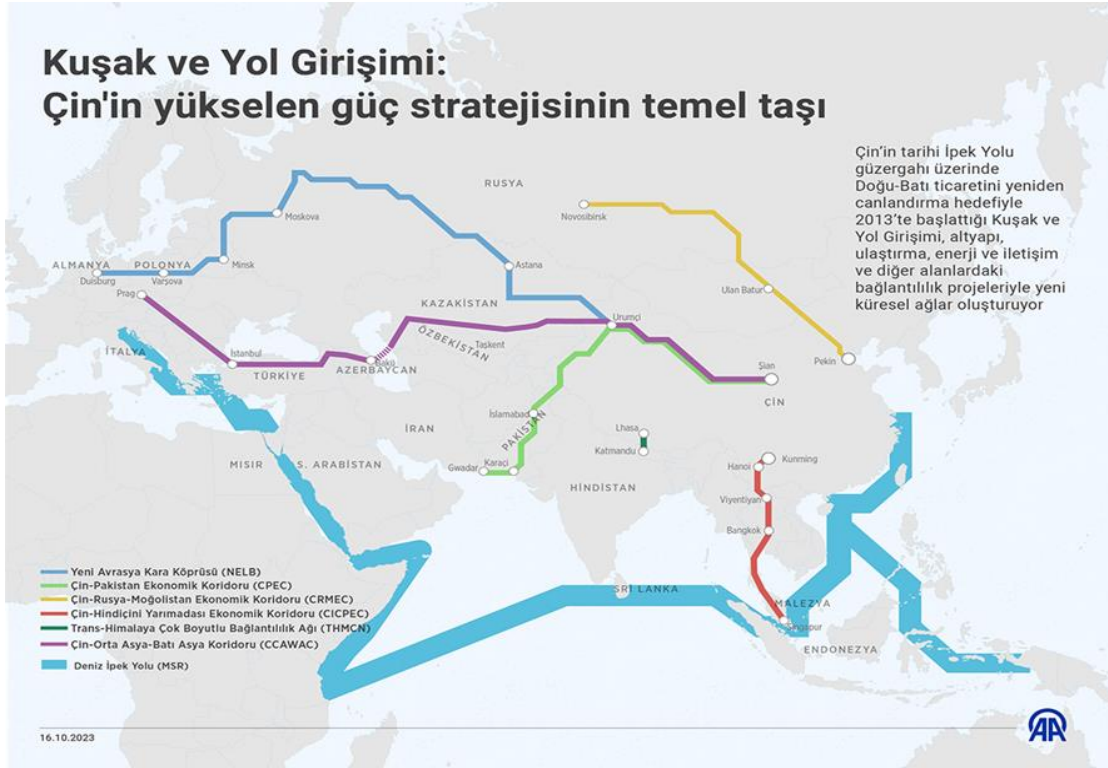 Kuşak ve Yol Girişimi:
Çin'in yükselen güç stratejisinin temel taşı
Çin'in tarihi İpek Yolu
güzergahı üzerinde
Doğu-Batı ticaretini yeniden
canlandırma hedefiyle
2013'te başlattığı Kuşak ve
Yol Girişimi, altyapı,
ulaştırma, enerji ve iletişim
ve diğer alanlardaki
bağlantılılık projeleriyle yeni
küresel ağlar oluşturuyor
RUSYA
Novosibirsk
Moskova
Minsk
ALMANYA
POLONYA
Duisburg
Varşova
Astana
Prag
Ulan Batur
KAZAKİSTAN
Urumçi
ÖZBEKİSTAN
Taşkent
İTALYA
İstanbul
TÜRKİYE
Bakü
AZERBAYCAN
Pekin
Şian
ÇİN
İslamabad
PAKİSTAN
İRAN
Lhasa
Katmandu
MISIR
S. ARABİSTAN
Gwadar
Karaçi
Hanoi
Kunming
HİNDİSTAN
Viyentiyan
Bangkok
SRİ LANKA
MALEZYA
Singapur
ENDONEZYA
Yeni Avrasya Kara Köprüsü (NELB)
Çin-Pakistan Ekonomik Koridoru (CPEC)
Çin-Rusya-Moğolistan Ekonomik Koridoru (CRMEC)
Çin-Hindiçini Yarımadası Ekonomik Koridoru (CICPEC)
Trans-Himalaya Çok Boyutlu Bağlantılılık Ağı (THMCN)
Çin-Orta Asya-Batı Asya Koridoru (CCAWAC)
Deniz İpek Yolu (MSR)
16.10.2023
AA